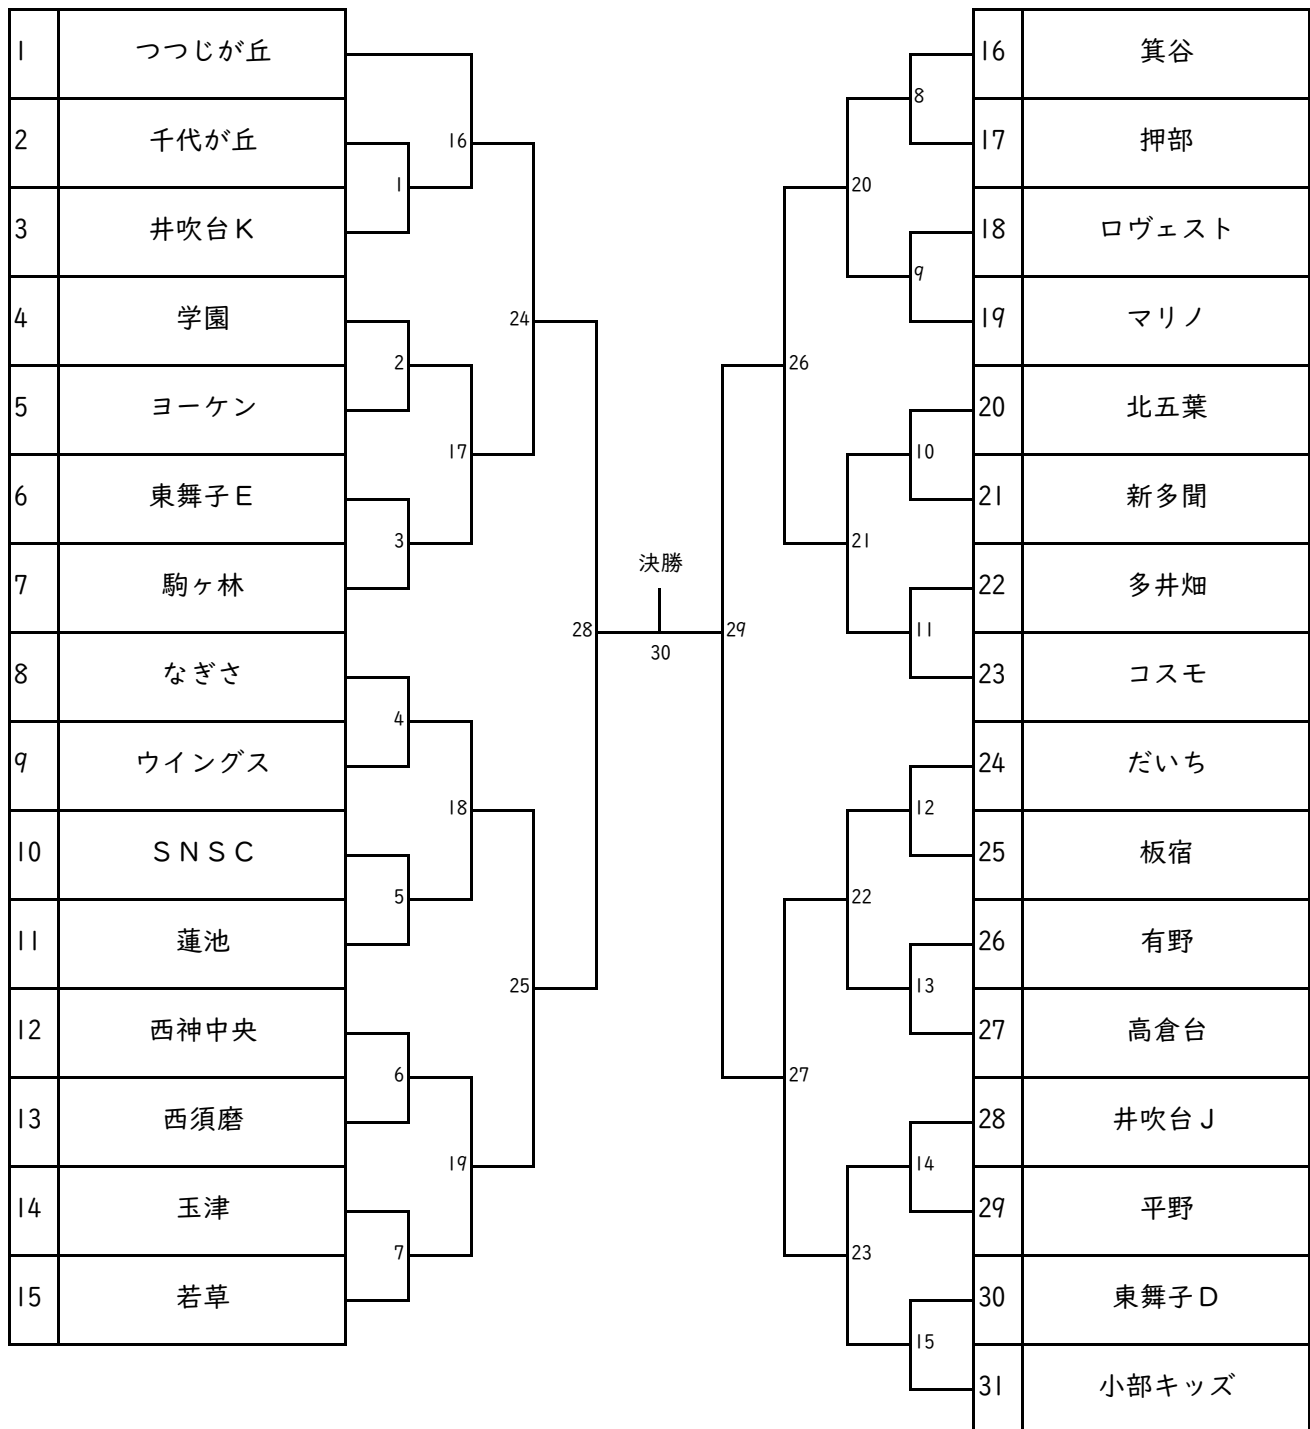 1 つつじが丘
2 千代が丘
3 井吹台K
4 学園
5 ヨーケン
6 東舞子E
7 駒ヶ林
8 なぎさ
9 ウイングス
10 SNSC
11 蓮池
12 西神中央
13 西須磨
14 玉津
15 若草
1
2
3
4
5
6
7
16
17
18
19
24
25
28
決勝
30
29
26
27
20
21
22
23
8
9
10
11
12
13
14
15
16 箕谷
17 押部
18 ロヴェスト
19 マリノ
20 北五葉
21 新多聞
22 多井畑
23 コスモ
24 だいち
25 板宿
26 有野
27 高倉台
28 井吹台J
29 平野
30 東舞子D
31 小部キッズ